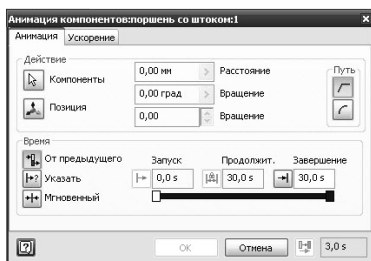 Анимация компонентов:поршень со штоком:1
Анимация Ускорение
Действие
Путь
Компоненты 0,00 мм Расстояние
0,00 град Вращение
Позиция 0,00 Вращение
Время
От предыдущего Запуск Продолжит. Завершение
Указать 0,0 s 30,0 s 30,0 s
Мгновенный
ОК Отмена 3,0 s